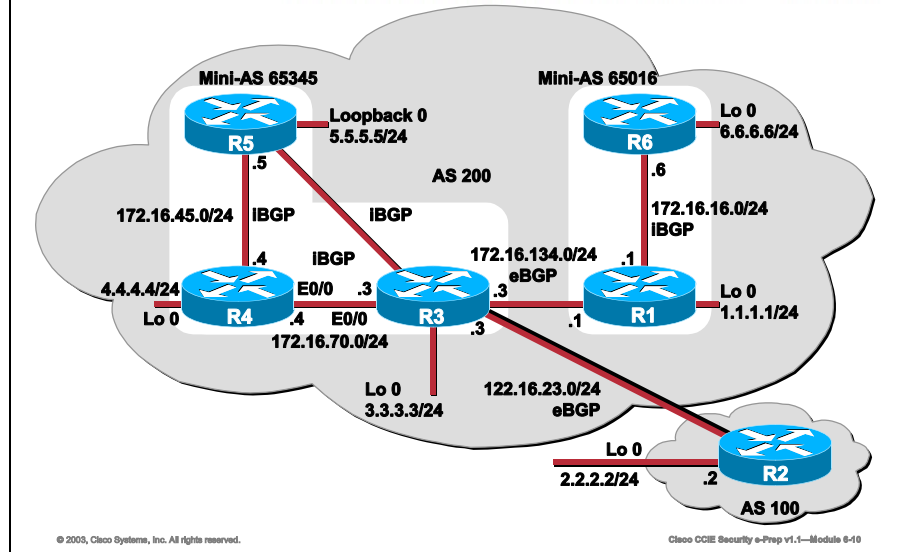 Mini-AS 65345
Mini-AS 65016
Loopback 0
5.5.5.5/24
R5
.5
Lo 0
6.6.6.6/24
R6
.6
AS 200
172.16.45.0/24
iBGP
iBGP
172.16.16.0/24
iBGP
.4
iBGP
172.16.134.0/24
eBGP
.1
4.4.4.4/24
Lo 0
R4
E0/0
.3
.4
E0/0
172.16.70.0/24
R3
.3
.3
.1
R1
Lo 0
1.1.1.1/24
Lo 0
3.3.3.3/24
122.16.23.0/24
eBGP
Lo 0
2.2.2.2/24
.2
R2
AS 100
© 2003, Cisco Systems, Inc. All rights reserved.
Cisco CCIE Security e-Prep v1.1—Module 6-10